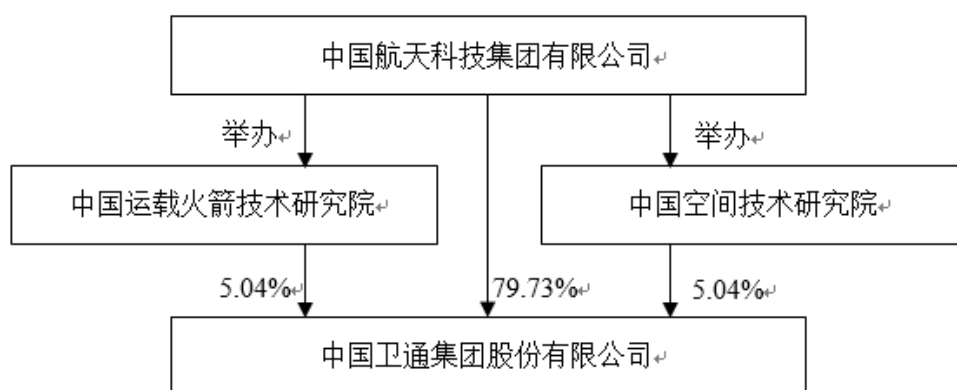 中国航天科技集团有限公司
举办
举办
中国运载火箭技术研究院
中国空间技术研究院
5.04%
79.73%
5.04%
中国卫通集团股份有限公司